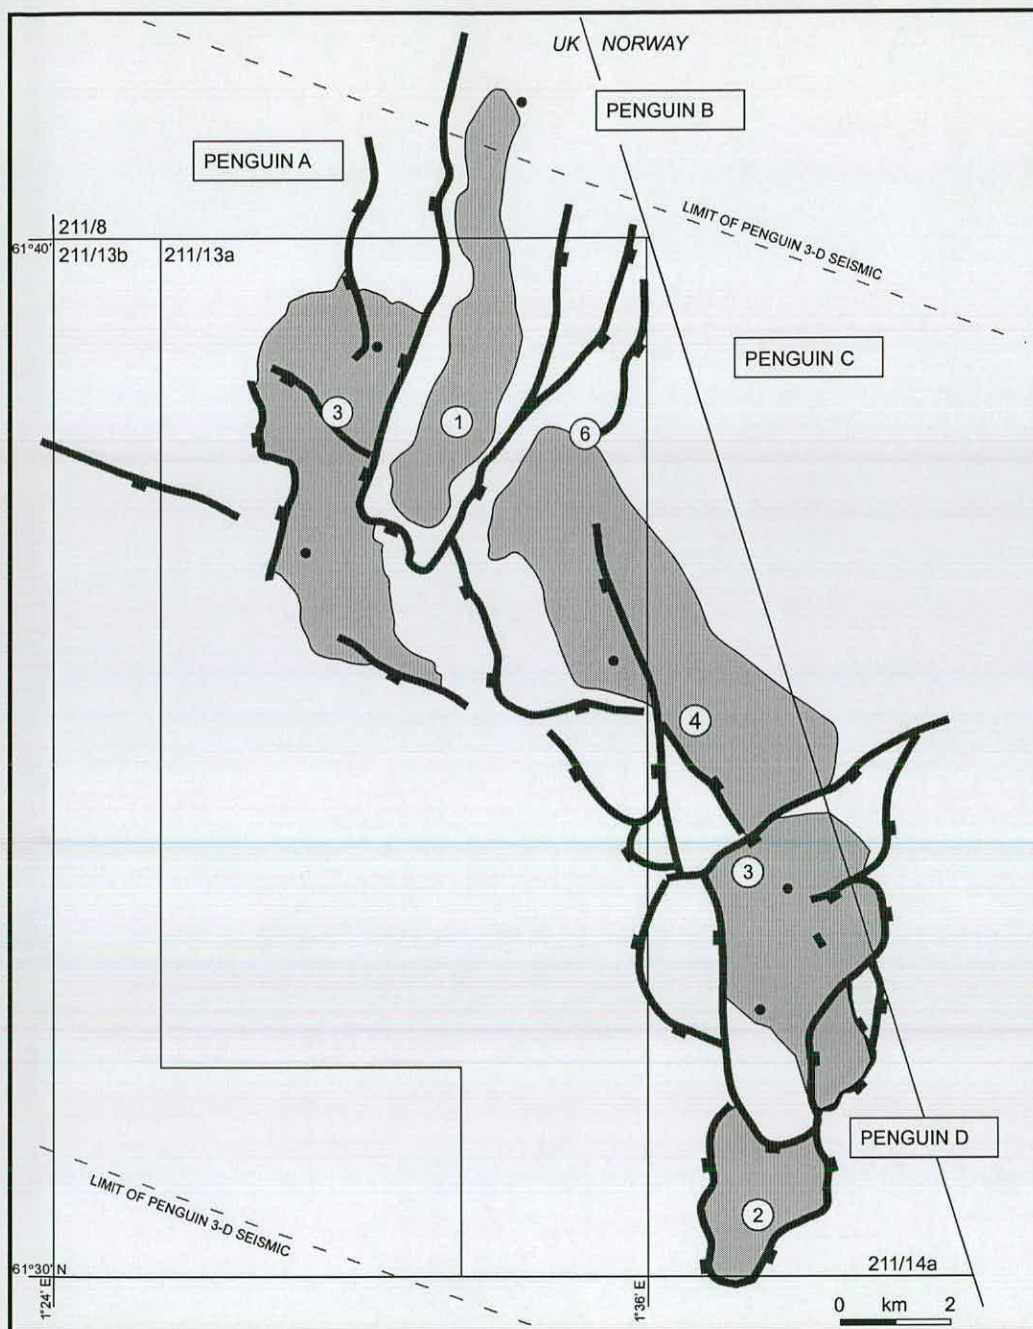 UK NORWAY
PENGUIN B
PENGUIN A
LIMIT OF PENGUIN 3-D SEISMIC
211/8
61°40'
211/13b 211/13a
PENGUIN C
3
1
6
4
3
PENGUIN D
LIMIT OF PENGUIN 3-D SEISMIC
2
61°30' N
211/14a
1°24' E
1°36' E
0 km 2